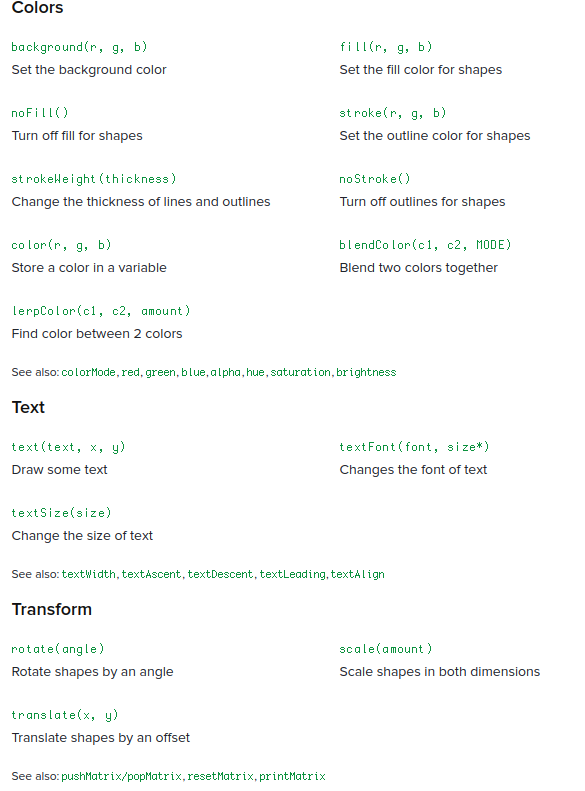 Colors
background(r, g, b)
fill(r, g, b)
Set the background color
Set the fill color for shapes
noFill()
stroke(r, g, b)
Turn off fill for shapes
Set the outline color for shapes
strokeWeight(thickness)
noStroke()
Change the thickness of lines and outlines
Turn off outlines for shapes
color(r, g, b)
blendColor(c1, c2, MODE)
Store a color in a variable
Blend two colors together
lerpColor(c1, c2, amount)
Find color between 2 colors
See also: colorMode, red, green, blue, alpha, hue, saturation, brightness
Text
text(text, x, y)
textFont(font, size*)
Draw some text
Changes the font of text
textSize(size)
Change the size of text
See also: textWidth, textAscent, textDescent, textLeading, textAlign
Transform
rotate(angle)
scale(amount)
Rotate shapes by an angle
Scale shapes in both dimensions
translate(x, y)
Translate shapes by an offset
See also: pushMatrix/popMatrix, resetMatrix, printMatrix